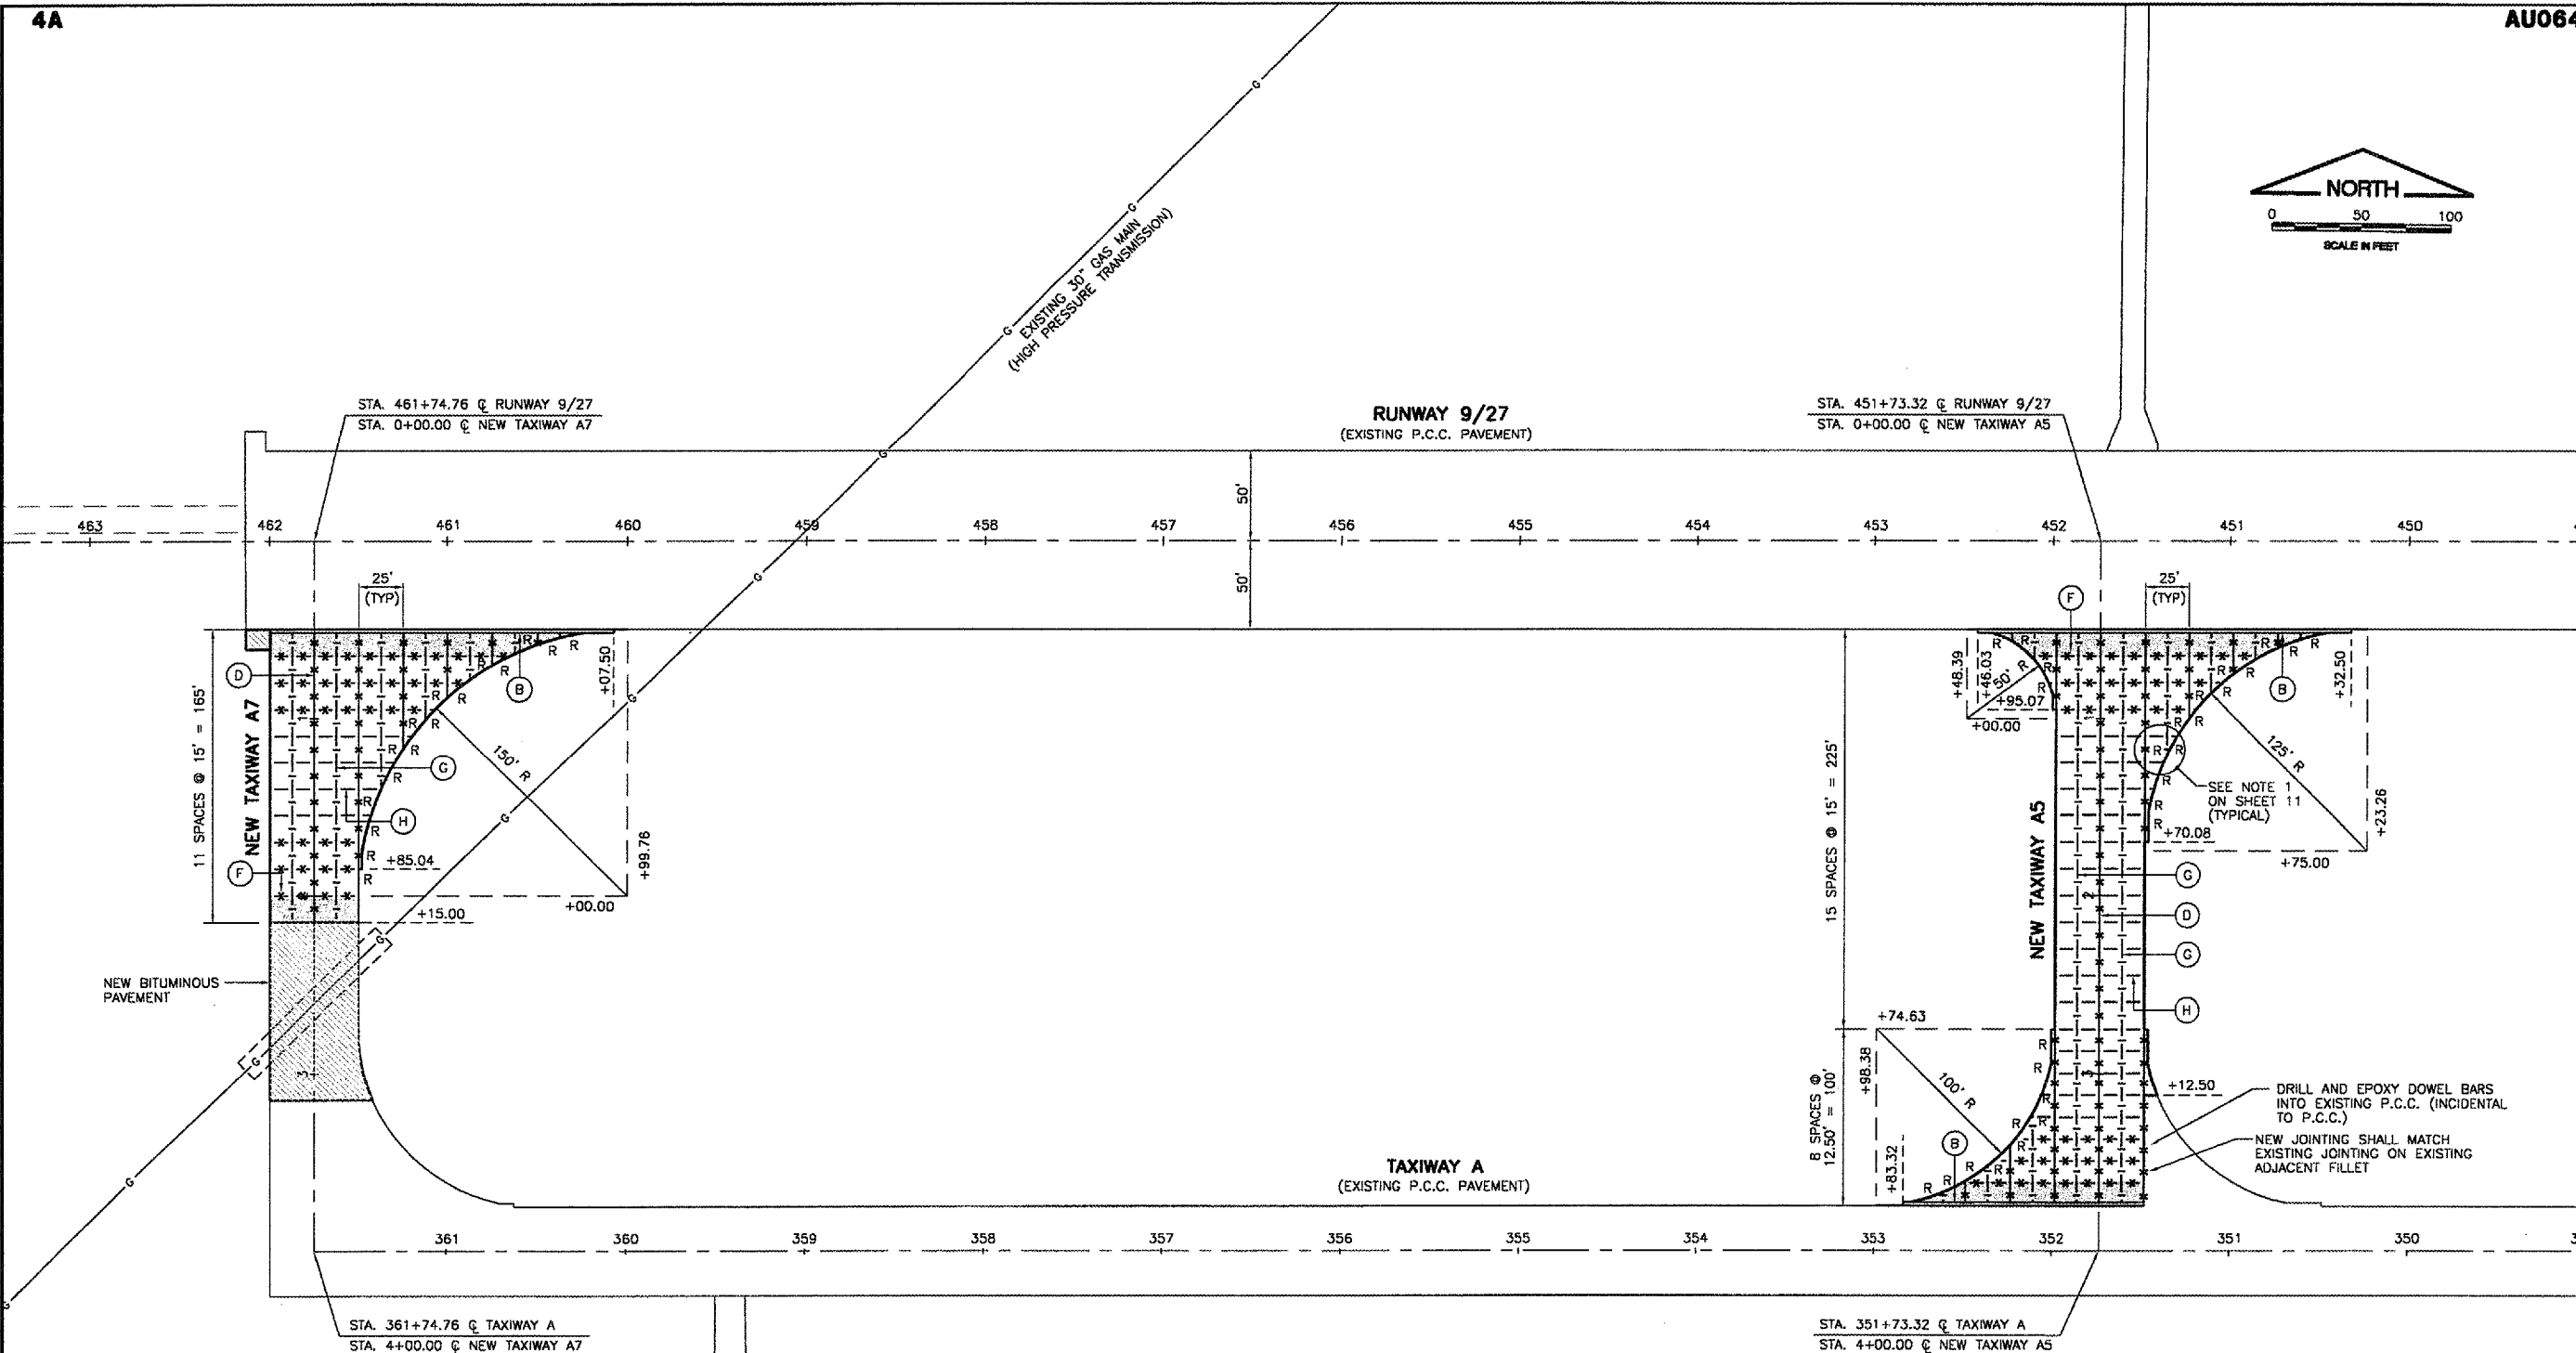 4A
AU064
NORTH
0 50 100
SCALE IN FEET
G
G
EXISTING 30" GAS MAIN
(HIGH PRESSURE TRANSMISSION)
G
STA. 461+74.76 ℄ RUNWAY 9/27
STA. 0+00.00 ℄ NEW TAXIWAY A7
RUNWAY 9/27
(EXISTING P.C.C. PAVEMENT)
STA. 451+73.32 ℄ RUNWAY 9/27
STA. 0+00.00 ℄ NEW TAXIWAY A5
G
50'
463 462 461 460 459 458 457 456 455 454 453 452 451 450
50'
G
25'
(TYP)
F
25'
(TYP)
D
B
+07.50
G
+48.39
+46.03
50' R
+95.07
+00.00
B
+32.50
11 SPACES @ 15' = 165'
NEW TAXIWAY A7
1
G
150' R
H
G
+99.76
F
+85.04
+00.00
+15.00
15 SPACES @ 15' = 225'
NEW TAXIWAY A5
125' R
SEE NOTE 1
ON SHEET 11
(TYPICAL)
+70.08
+75.00
+23.26
G
2
D
G
H
G
NEW BITUMINOUS
PAVEMENT
G
3
+74.63
+98.38
100' R
3
+12.50
8 SPACES @
12.50' = 100'
+83.32
B
DRILL AND EPOXY DOWEL BARS
INTO EXISTING P.C.C. (INCIDENTAL
TO P.C.C.)
NEW JOINTING SHALL MATCH
EXISTING JOINTING ON EXISTING
ADJACENT FILLET
TAXIWAY A
(EXISTING P.C.C. PAVEMENT)
G
361 360 359 358 357 356 355 354 353 352 351 350
STA. 361+74.76 ℄ TAXIWAY A
STA. 4+00.00 ℄ NEW TAXIWAY A7
STA. 351+73.32 ℄ TAXIWAY A
STA. 4+00.00 ℄ NEW TAXIWAY A5